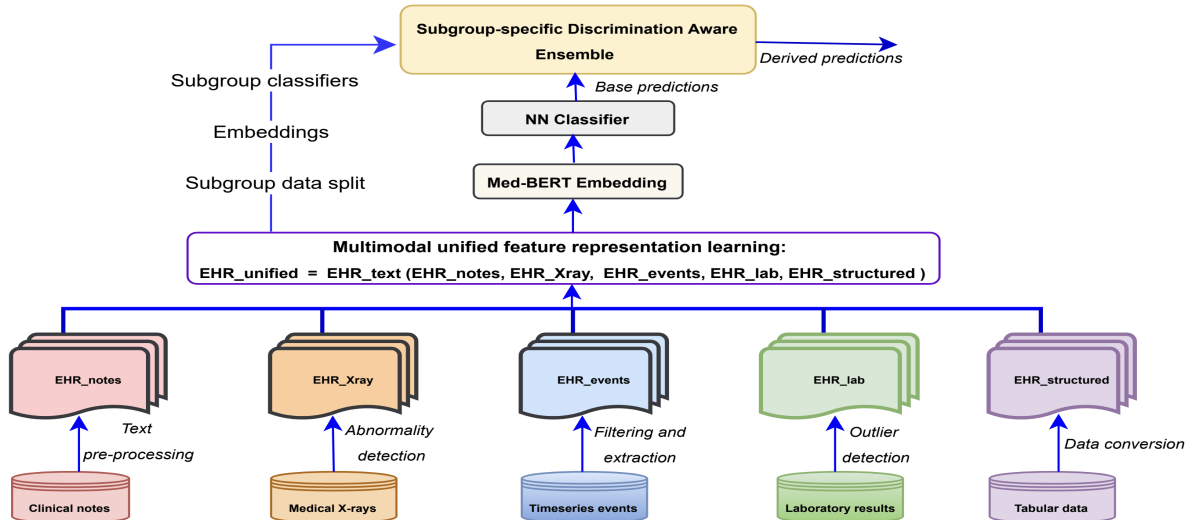 Subgroup-specific Discrimination Aware
Ensemble
Derived predictions
Subgroup classifiers
Base predictions
NN Classifier
Embeddings
Med-BERT Embedding
Subgroup data split
Multimodal unified feature representation learning:
EHR_unified = EHR_text (EHR_notes, EHR_Xray, EHR_events, EHR_lab, EHR_structured )
EHR_notes
EHR_Xray
EHR_events
EHR_lab
EHR_structured
Text
pre-processing
Abnormality
detection
Filtering and
extraction
Outlier
detection
Data conversion
Clinical notes
Medical X-rays
Timeseries events
Laboratory results
Tabular data